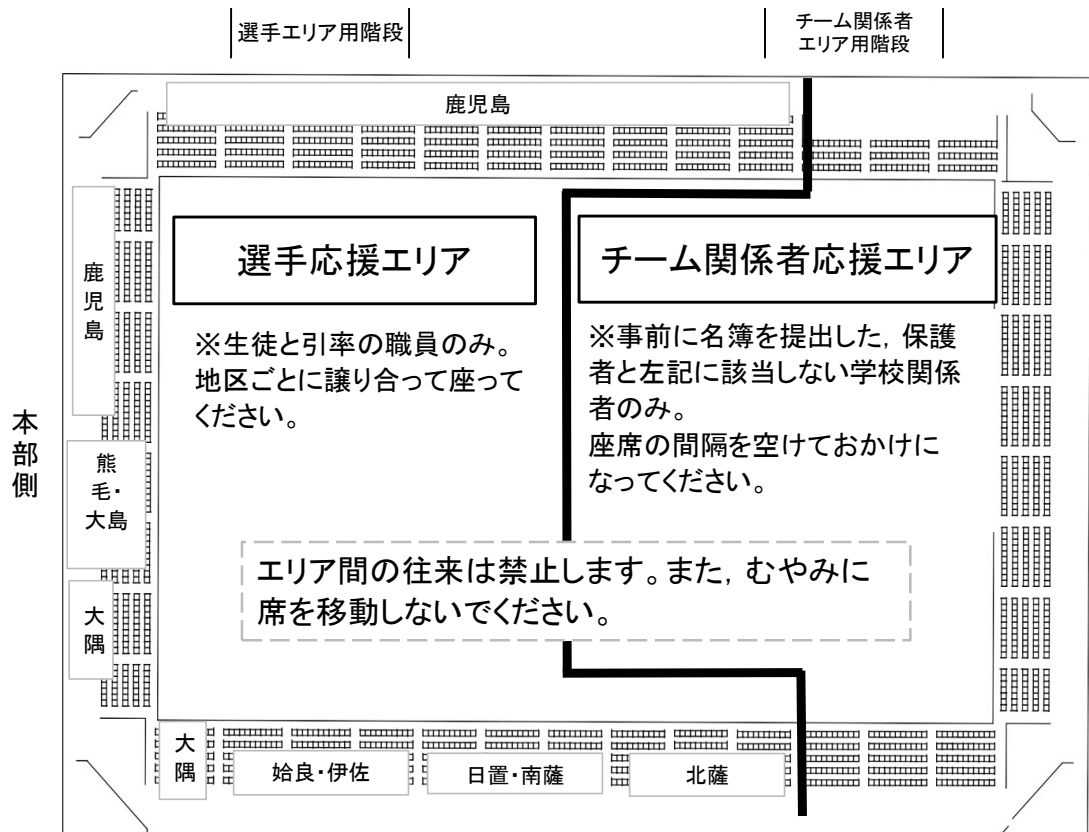 選手エリア用階段
チーム関係者
エリア用階段
鹿児島
鹿
児
島
選手応援エリア
チーム関係者応援エリア
※生徒と引率の職員のみ。
地区ごとに譲り合って座って
ください。
※事前に名簿を提出した，保護
者と左記に該当しない学校関係
者のみ。
座席の間隔を空けておかけに
なってください。
本
部
側
熊
毛・
大島
エリア間の往来は禁止します。また，むやみに
席を移動しないでください。
大
隅
大
隅
姶良・伊佐
日置・南薩
北薩